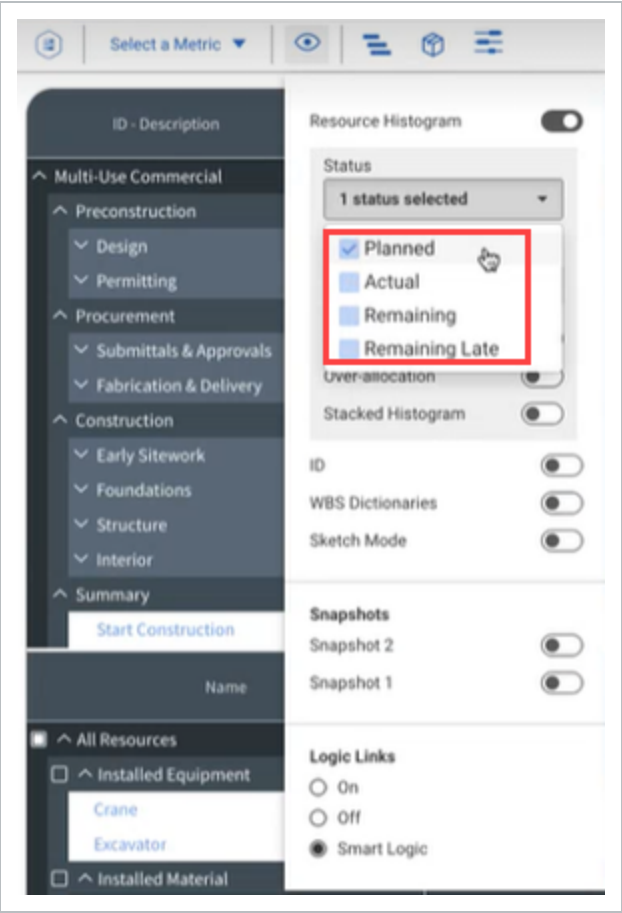 Select a Metric
ID - Description
Multi-Use Commercial
Preconstruction
Design
Permitting
Procurement
Submittals & Approvals
Fabrication & Delivery
Construction
Early Sitework
Foundations
Structure
Interior
Summary
Start Construction
Name
All Resources
Installed Equipment
Crane
Excavator
Installed Material
Resource Histogram
Status
1 status selected
Planned
Actual
Remaining
Remaining Late
Over-allocation
Stacked Histogram
ID
WBS Dictionaries
Sketch Mode
Snapshots
Snapshot 2
Snapshot 1
Logic Links
On
Off
Smart Logic